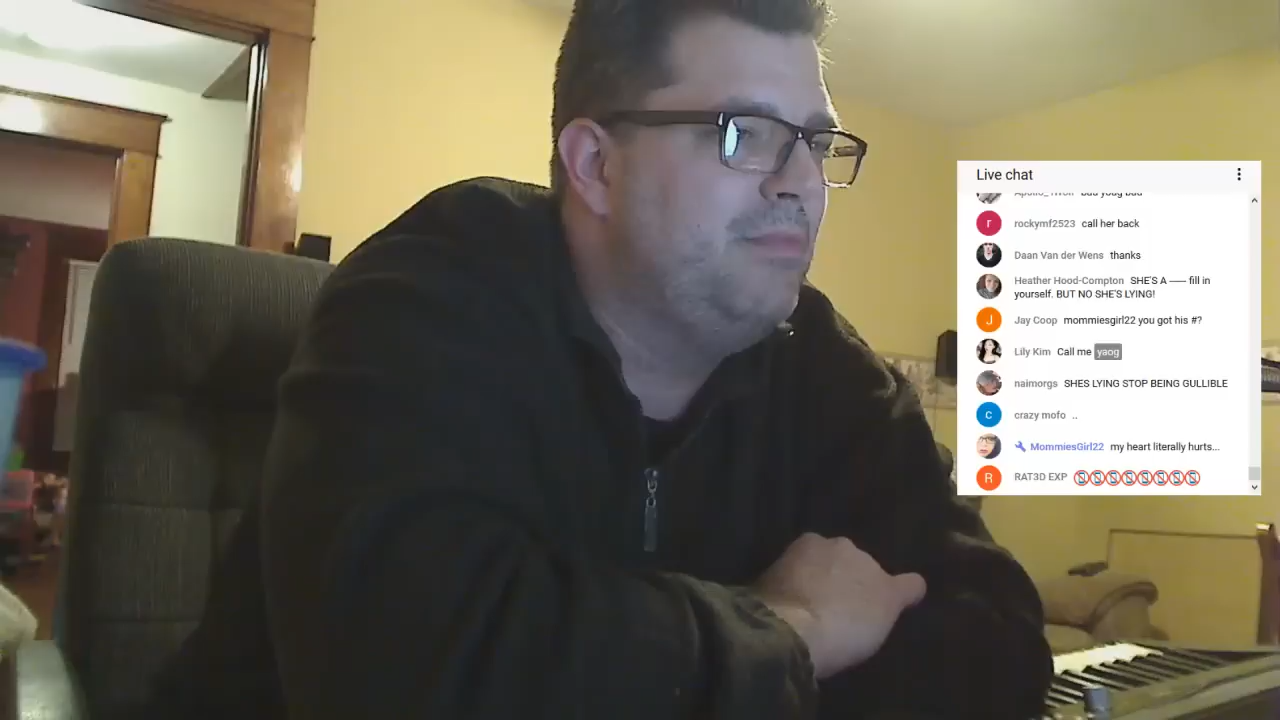 Live chat
rockymf2523 call her back
Daan Van der Wens thanks
Heather Hood-Compton SHE'S A ----- fill in
yourself. BUT NO SHE'S LYING!
Jay Coop mommiesgirl22 you got his #?
Lily Kim Call me yaog
naimorgs SHES LYING STOP BEING GULLIBLE
crazy mofo ..
MommiesGirl22 my heart literally hurts...
RAT3D EXP